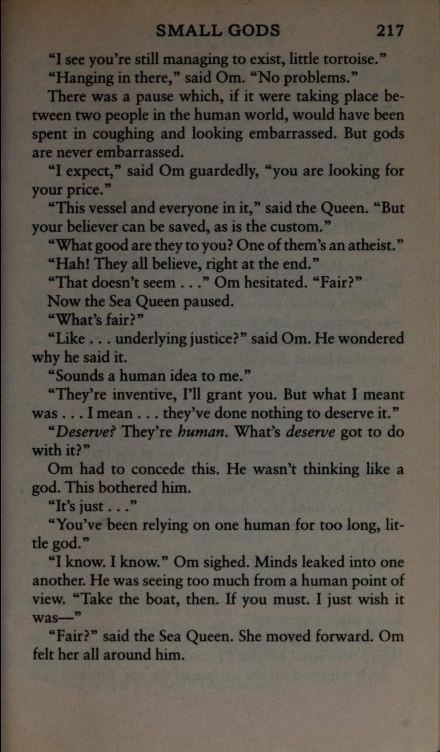 SMALL GODS 217
“I see you’re still managing to exist, little tortoise.”
“Hanging in there,” said Om. “No problems.”
There was a pause which, if it were taking place be-
tween two people in the human world, would have been
spent in coughing and looking embarrassed. But gods
are never embarrassed.
“I expect,” said Om guardedly, “you are looking for
your price.”
“This vessel and everyone in it,” said the Queen. “But
your believer can be saved, as is the custom.”
“What good are they to you? One of them’s an atheist.”
“Hah! They all believe, right at the end.”
“That doesn’t seem . . .” Om hesitated. “Fair?”
Now the Sea Queen paused.
“What’s fair?”
“Like . . . underlying justice?” said Om. He wondered
why he said it.
“Sounds a human idea to me.”
“They’re inventive, I’ll grant you. But what I meant
was . . . I mean . . . they’ve done nothing to deserve it.”
“Deserve? They’re human. What’s deserve got to do
with it?”
Om had to concede this. He wasn’t thinking like a
god. This bothered him.
“It’s just . . .”
“You’ve been relying on one human for too long, lit-
tle god.”
“I know. I know.” Om sighed. Minds leaked into one
another. He was seeing too much from a human point of
view. “Take the boat, then. If you must. I just wish it
was—”
“Fair?” said the Sea Queen. She moved forward. Om
felt her all around him.